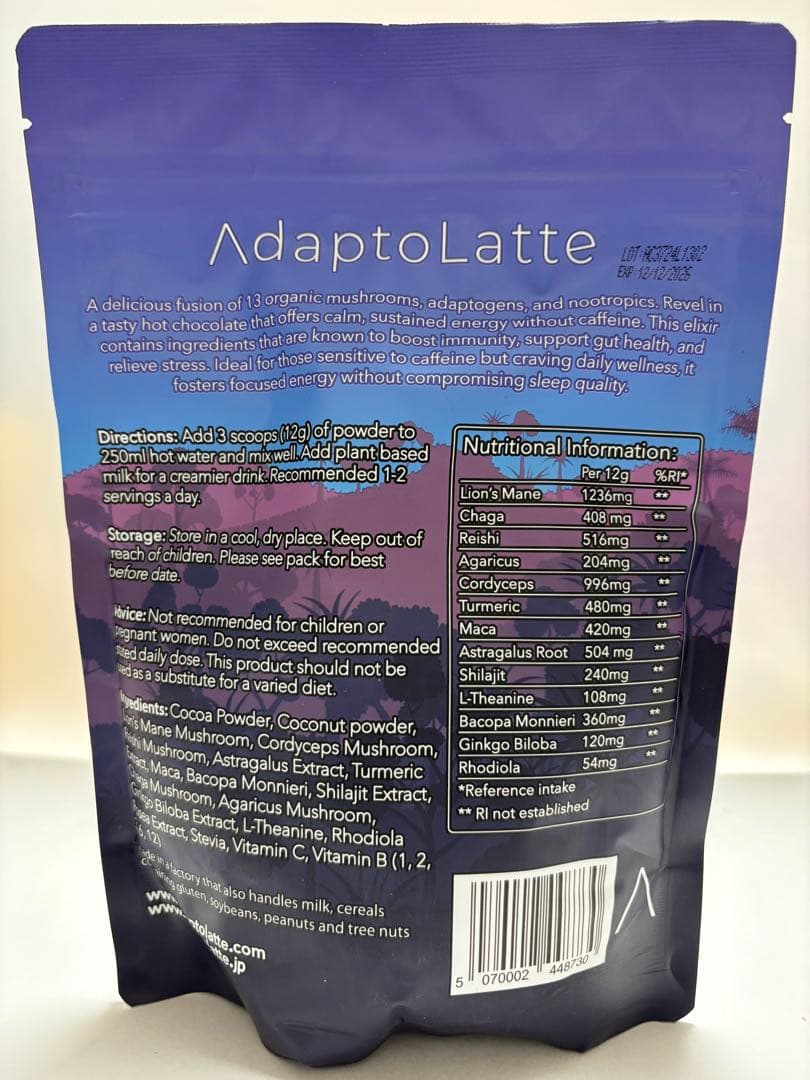 AdaptoLatte
LOT:AC3724L1302
EXP:12/12/2026
A delicious fusion of 13 organic mushrooms, adaptogens, and nootropics. Revel in
a tasty hot chocolate that offers calm, sustained energy without caffeine. This elixir
contains ingredients that are known to boost immunity, support gut health, and
relieve stress. Ideal for those sensitive to caffeine but craving daily wellness, it
fosters focused energy without compromising sleep quality.
Directions: Add 3 scoops (12g) of powder to
250ml hot water and mix well. Add plant based
milk for a creamier drink. Recommended 1-2
servings a day.
Storage: Store in a cool, dry place. Keep out of
reach of children. Please see pack for best
before date.
Advice: Not recommended for children or
pregnant women. Do not exceed recommended
stated daily dose. This product should not be
used as a substitute for a varied diet.
Ingredients: Cocoa Powder, Coconut powder,
Lion's Mane Mushroom, Cordyceps Mushroom,
Reishi Mushroom, Astragalus Extract, Turmeric
Extract, Maca, Bacopa Monnieri, Shilajit Extract,
Chaga Mushroom, Agaricus Mushroom,
Ginkgo Biloba Extract, L-Theanine, Rhodiola
Extract, Stevia, Vitamin C, Vitamin B (1, 2,
6, 12)
Made in a factory that also handles milk, cereals
gluten, soybeans, peanuts and tree nuts
Nutritional Information:
Per 12g %RI*
Lion's Mane 1236mg **
Chaga 408 mg **
Reishi 516mg **
Agaricus 204mg **
Cordyceps 996mg **
Turmeric 480mg **
Maca 420mg **
Astragalus Root 504 mg **
Shilajit 240mg **
L-Theanine 108mg **
Bacopa Monnieri 360mg **
Ginkgo Biloba 120mg **
Rhodiola 54mg **
*Reference intake
** RI not established
5 070002 448730